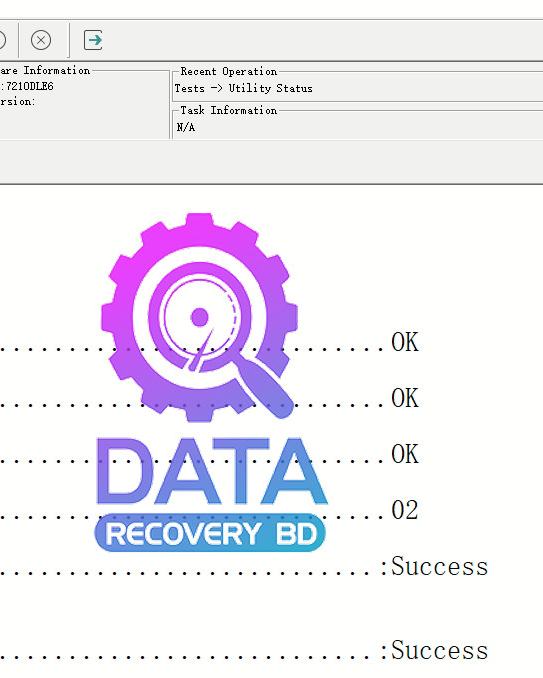 are Information
:7210DLE6
rsion:
Recent Operation
Tests -> Utility Status
Task Information
N/A
................................OK
................................OK
................................OK
................................02
...............................:Success
...............................:Success
DATA
RECOVERY BD